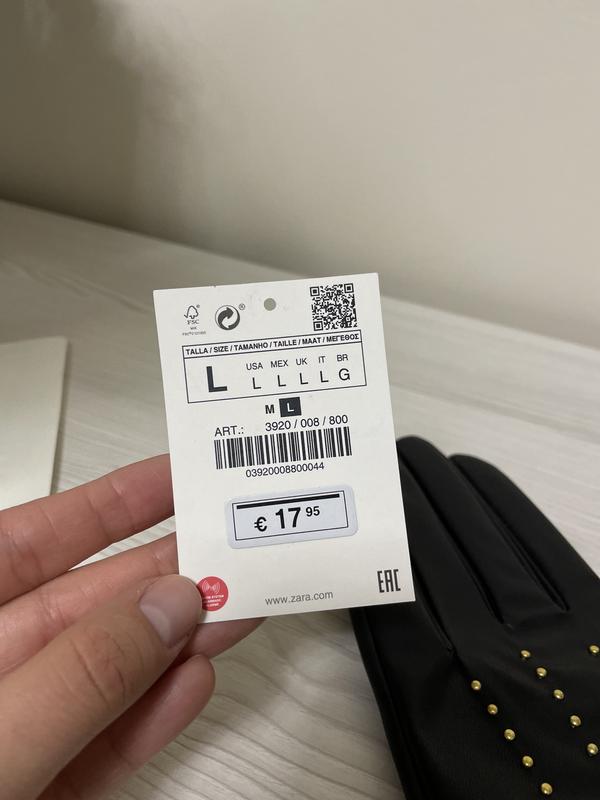 FSC
MIX
®
TALLA / SIZE / TAMANHO / TAILLE / MAAT / ΜΕΓΕΘΟΣ
USA MEX UK IT BR
L L L L L G
M L
ART.: 3920 / 008 / 800
03920008800044
€ 17 95
www.zara.com
EAC